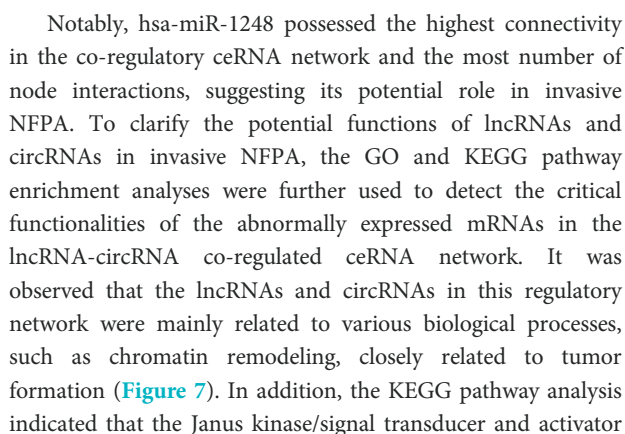 Notably, hsa-miR-1248 possessed the highest connectivity
in the co-regulatory ceRNA network and the most number of
node interactions, suggesting its potential role in invasive
NFPA. To clarify the potential functions of lncRNAs and
circRNAs in invasive NFPA, the GO and KEGG pathway
enrichment analyses were further used to detect the critical
functionalities of the abnormally expressed mRNAs in the
lncRNA-circRNA co-regulated ceRNA network. It was
observed that the lncRNAs and circRNAs in this regulatory
network were mainly related to various biological processes,
such as chromatin remodeling, closely related to tumor
formation (Figure 7). In addition, the KEGG pathway analysis
indicated that the Janus kinase/signal transducer and activator